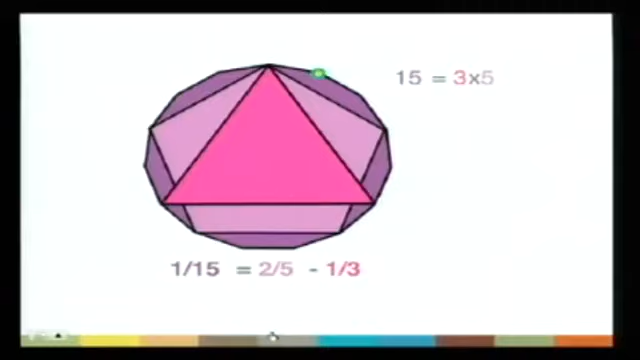 15 = 3x5
1/15 = 2/5 - 1/3